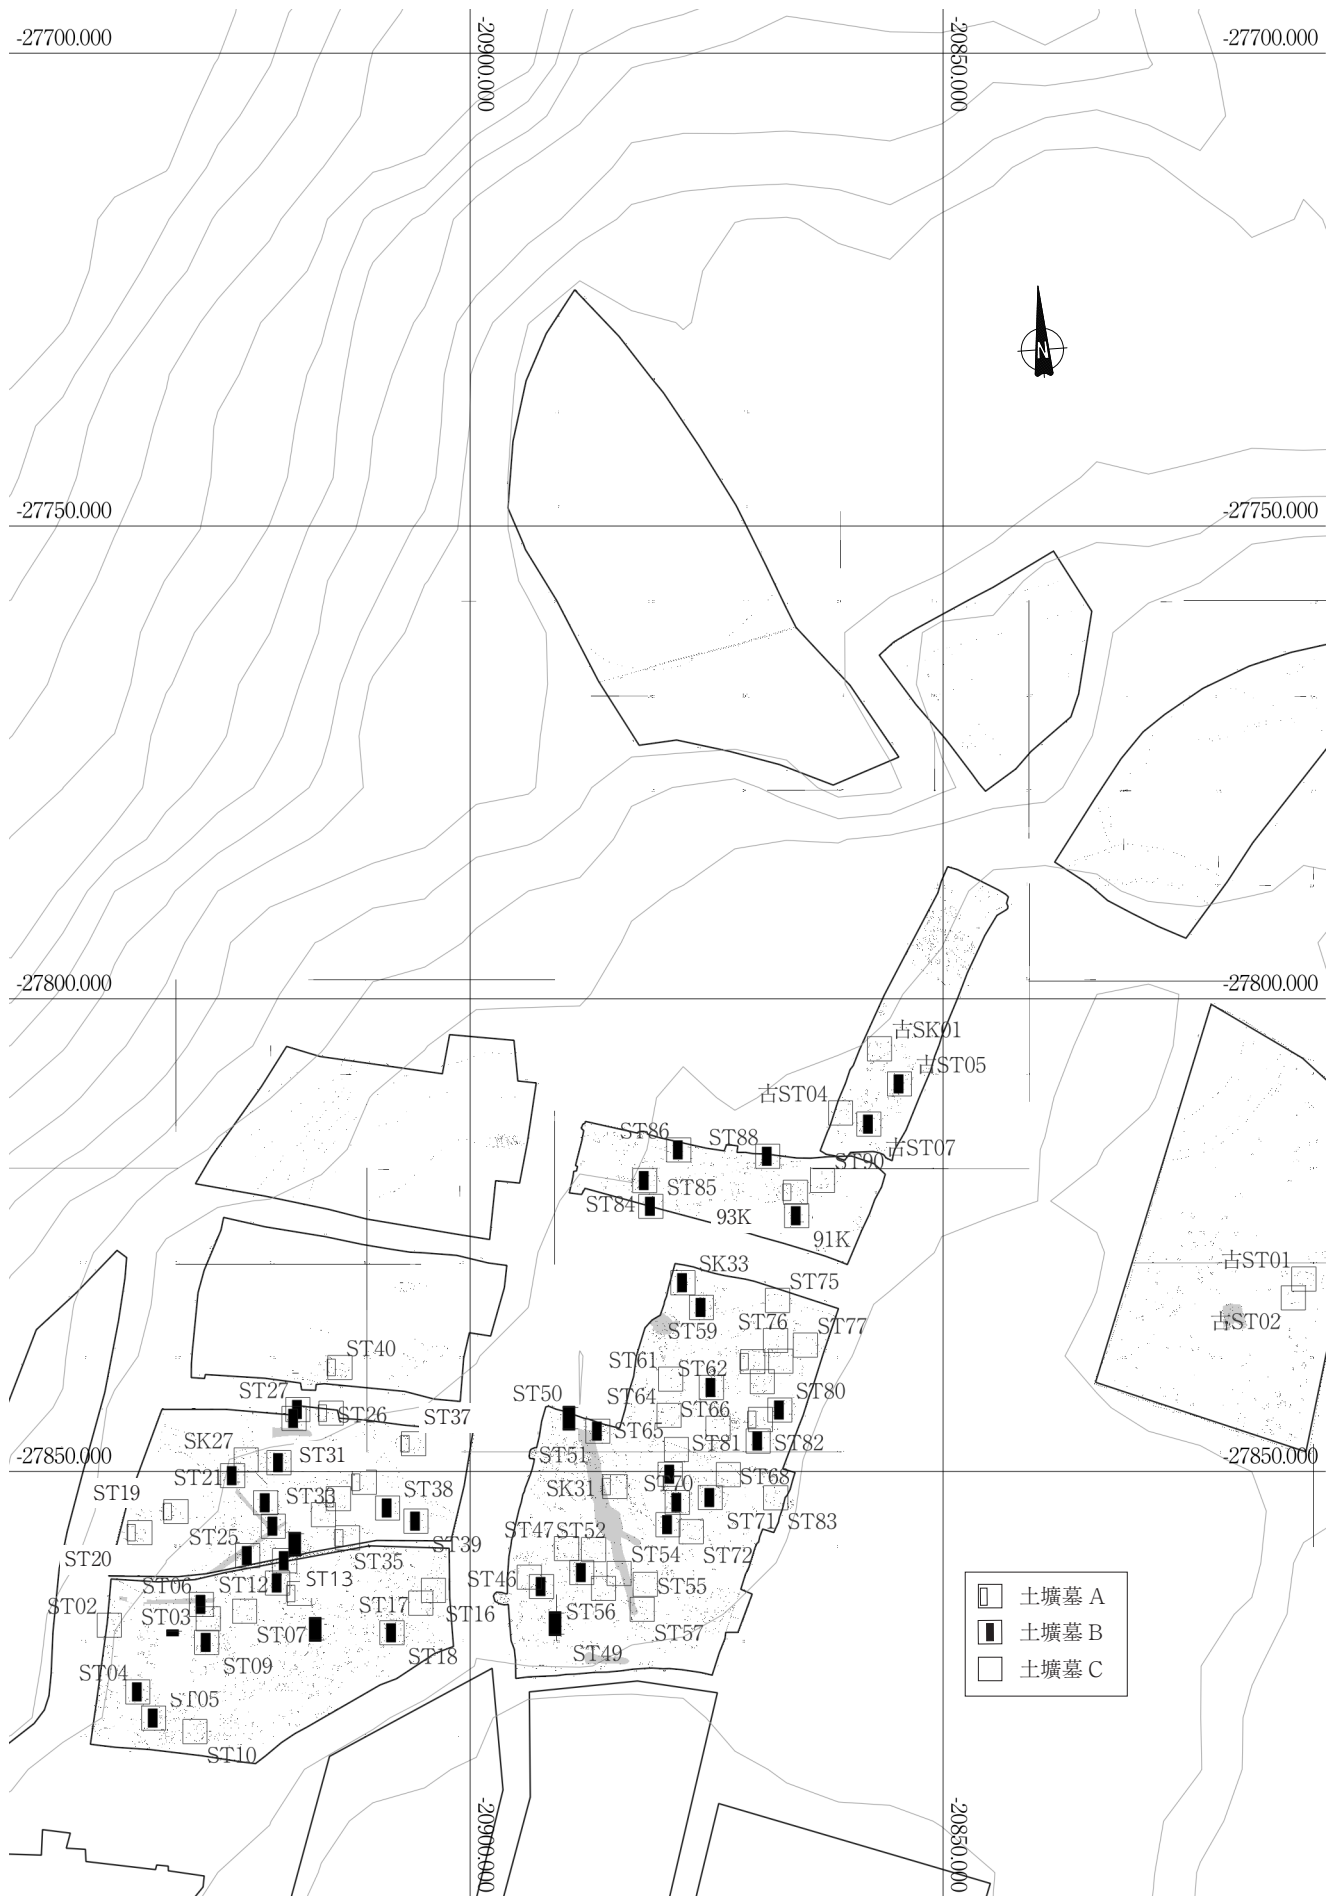 -27700.000
-27700.000
-20900.000
-20850.000
N
-27750.000
-27750.000
-27800.000
-27800.000
古SK01
古ST05
古ST04
古ST07
ST86
ST88
ST90
ST85
ST84
93K
91K
SK33
古ST01
ST75
古ST02
ST59
ST76
ST77
ST40
ST61
ST62
ST27
ST50
ST64
ST80
ST26
ST37
ST66
ST65
SK27
ST31
ST51
ST81
ST82
-27850.000
-27850.000
ST21
ST70
ST68
ST19
ST33
ST38
SK31
ST71
ST83
ST25
ST39
ST47
ST52
ST20
ST35
ST54
ST72
ST06
ST12
ST13
ST46
ST55
ST02
ST03
ST07
ST17
ST16
ST56
ST57
ST09
ST18
ST49
ST04
ST05
ST10
土壙墓 A
土壙墓 B
土壙墓 C
-20900.000
-20850.000